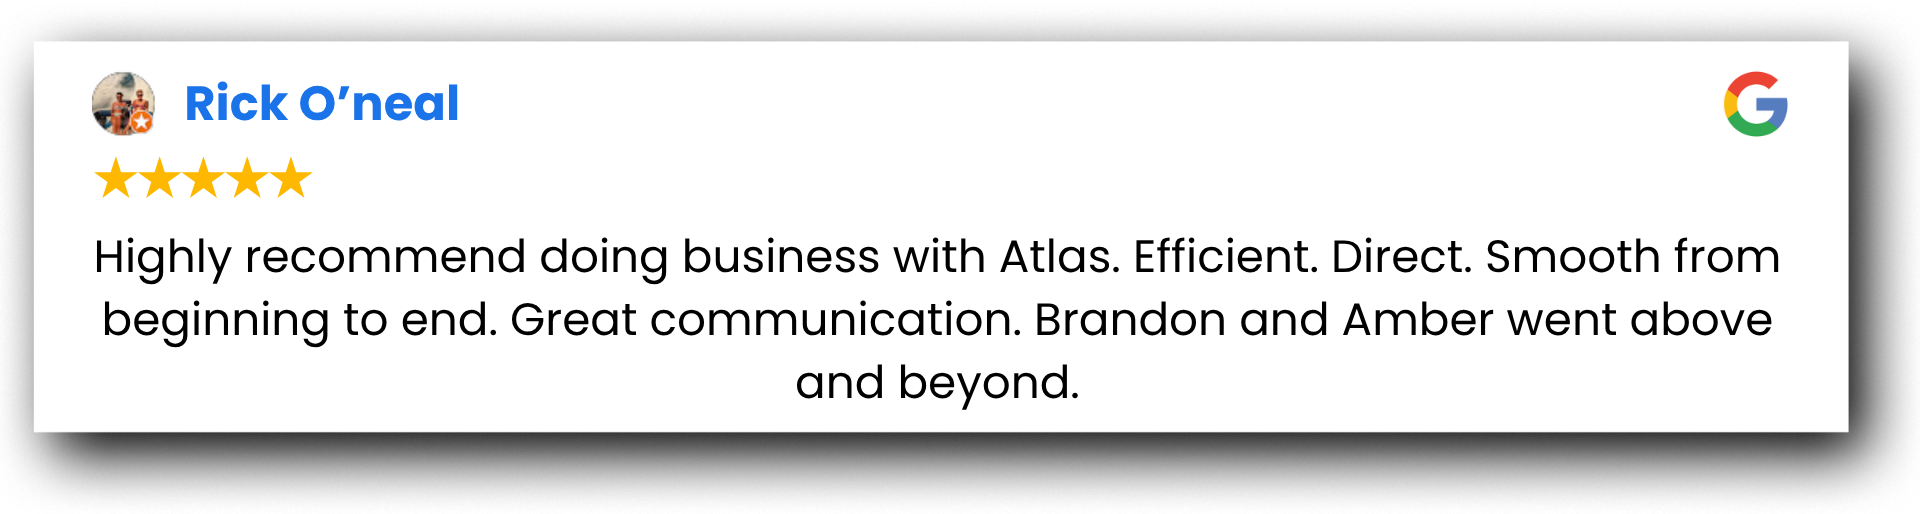 Rick O’neal
Highly recommend doing business with Atlas. Efficient. Direct. Smooth from
beginning to end. Great communication. Brandon and Amber went above
and beyond.